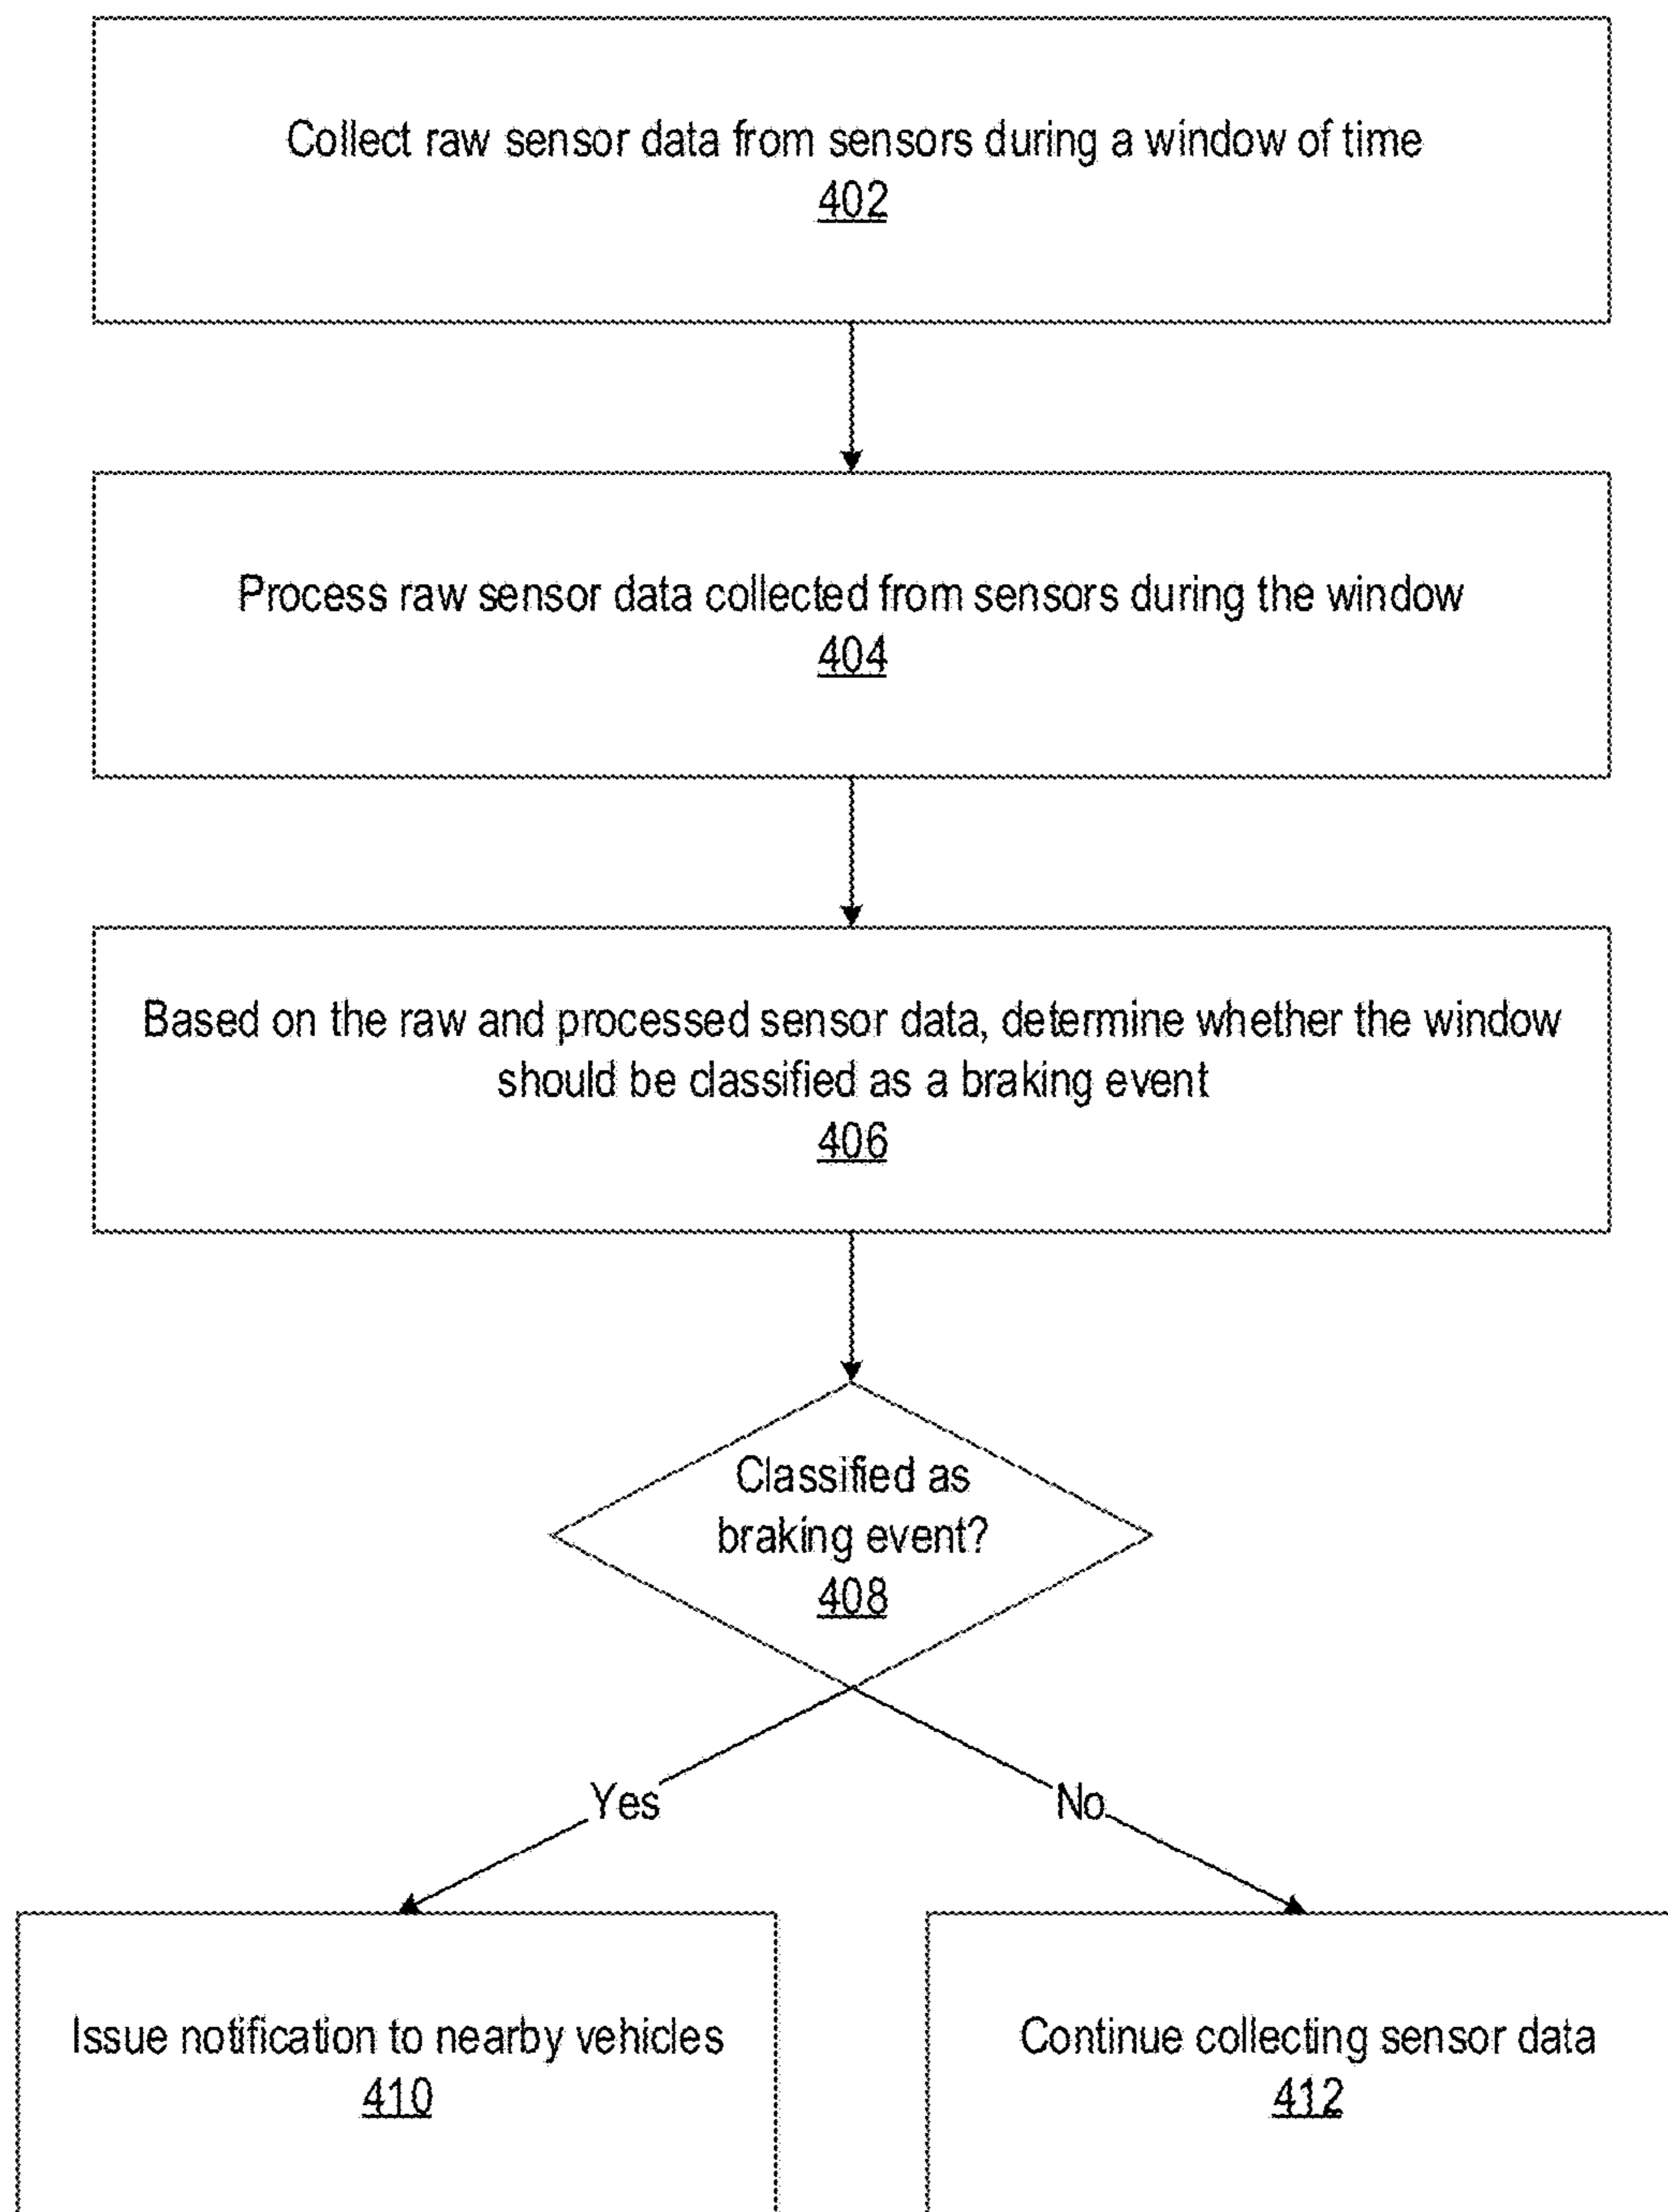 Collect raw sensor data from sensors during a window of time
402
Process raw sensor data collected from sensors during the window
404
Based on the raw and processed sensor data, determine whether the window
should be classified as a braking event
406
Classified as
braking event?
408
Yes
No
Issue notification to nearby vehicles
410
Continue collecting sensor data
412